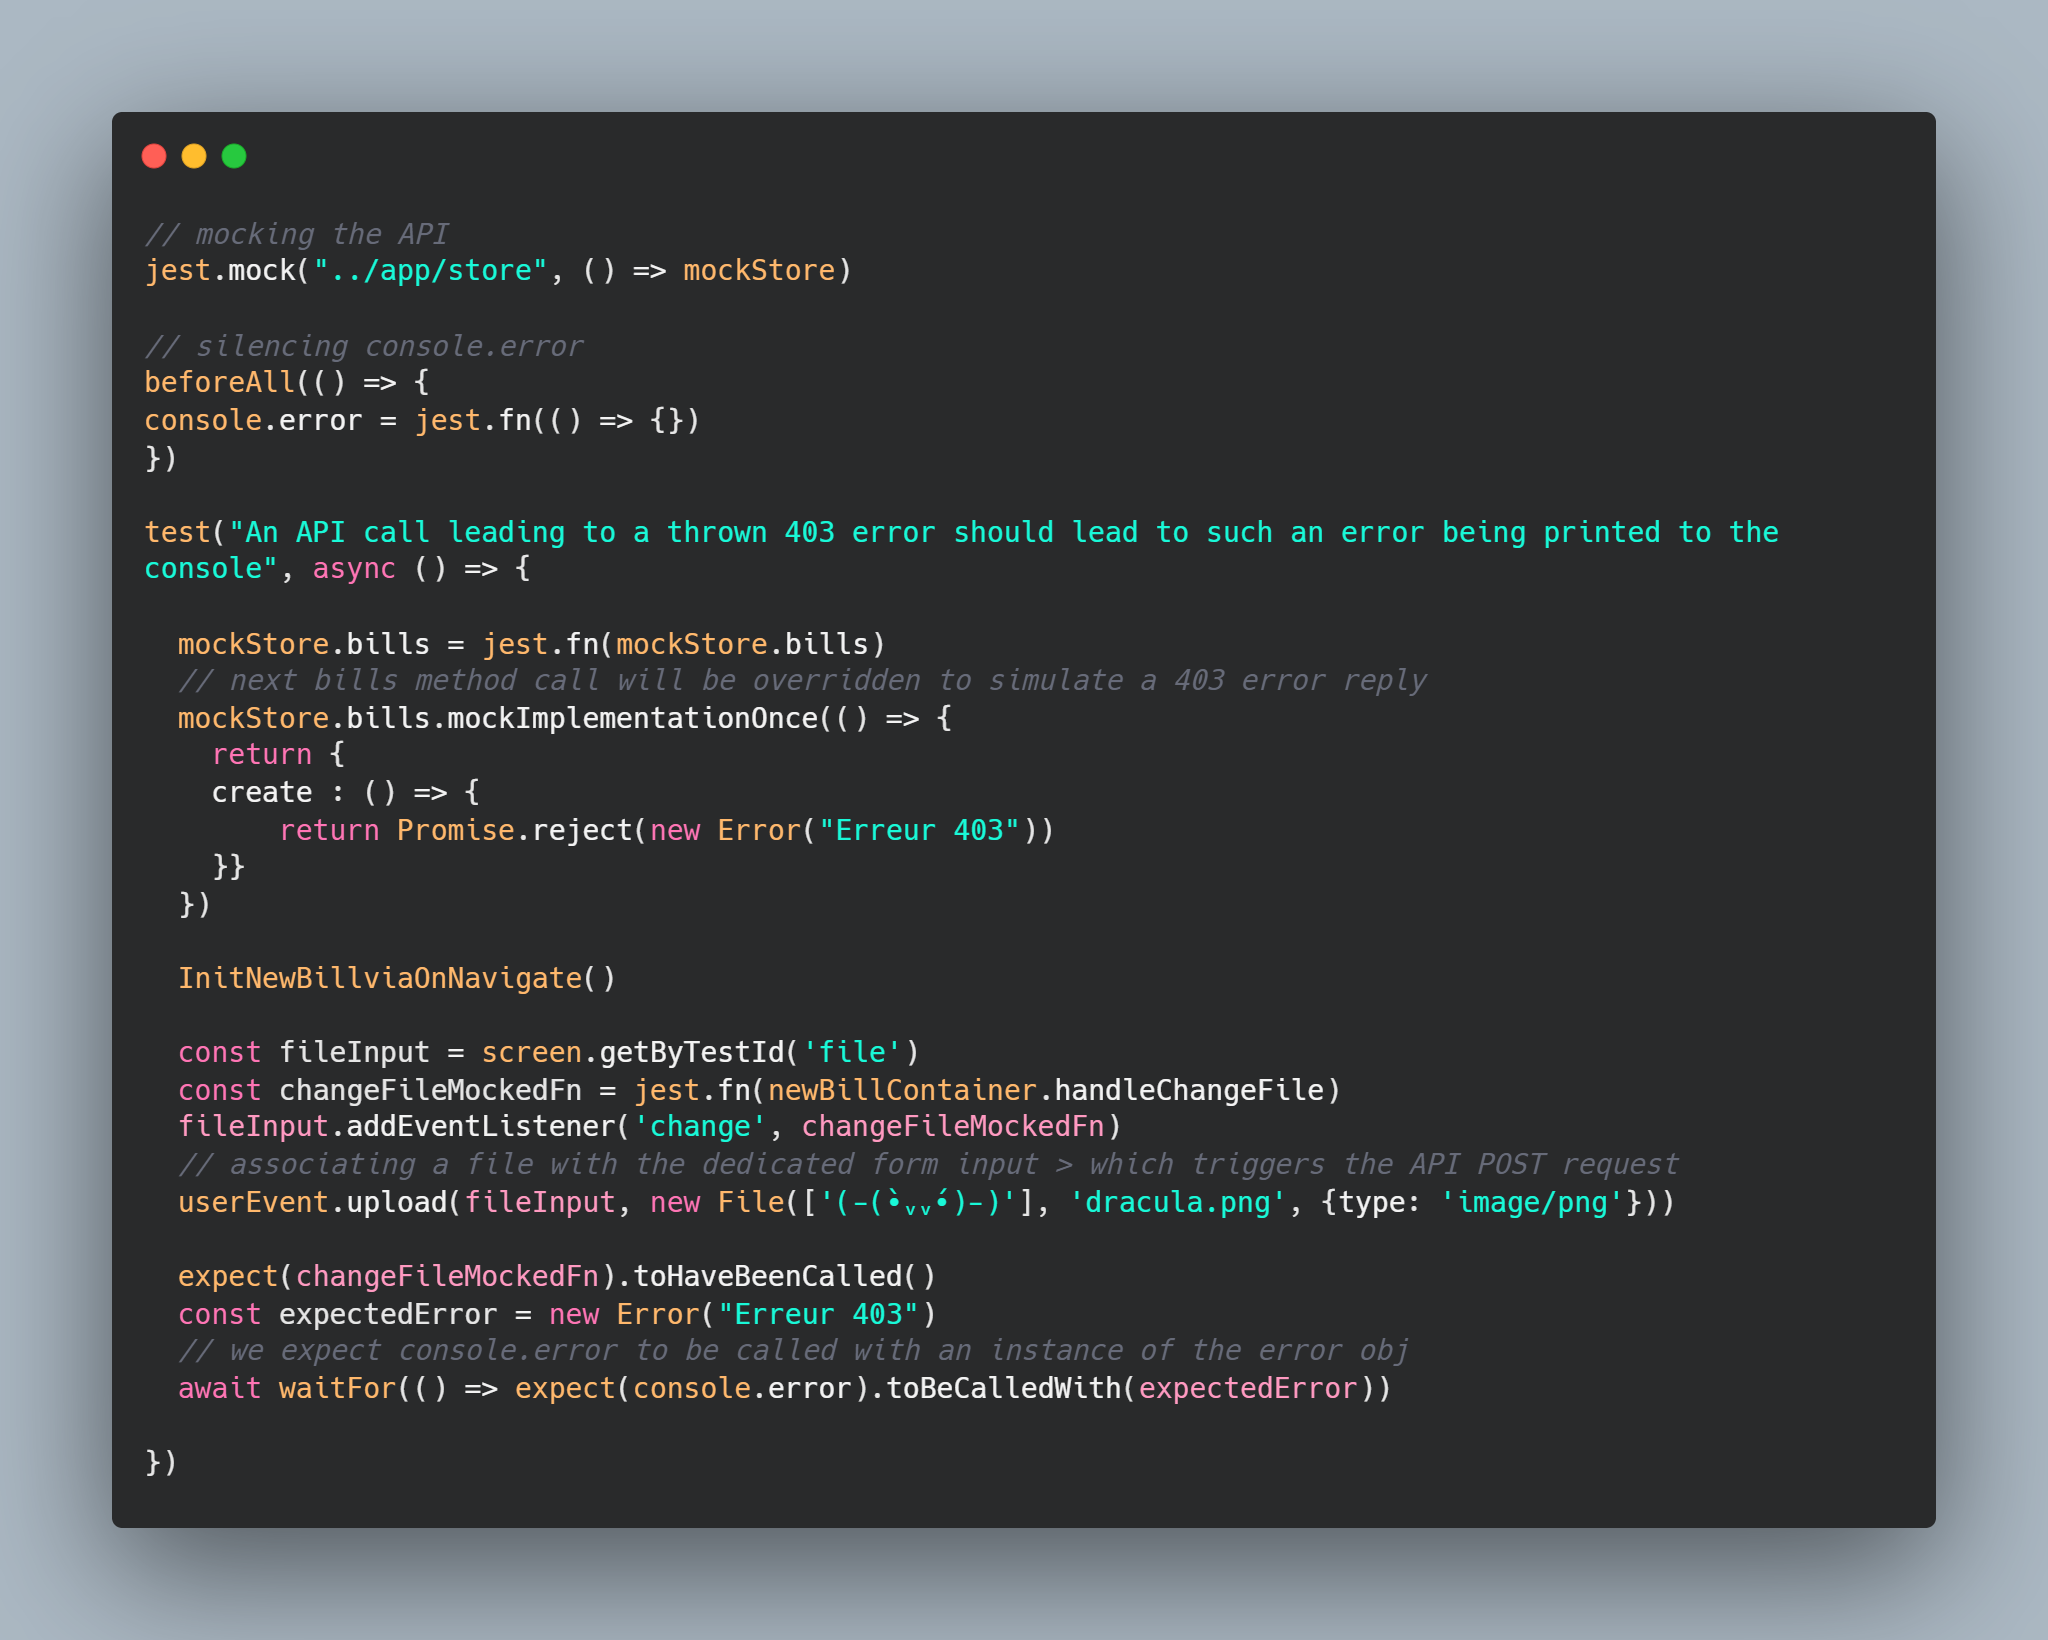 // mocking the API
jest.mock("../app/store", () => mockStore)

// silencing console.error
beforeAll(() => {
console.error = jest.fn(() => {})
})

test("An API call leading to a thrown 403 error should lead to such an error being printed to the
console", async () => {

  mockStore.bills = jest.fn(mockStore.bills)
  // next bills method call will be overridden to simulate a 403 error reply
  mockStore.bills.mockImplementationOnce(() => {
    return {
    create : () => {
        return Promise.reject(new Error("Erreur 403"))
    }}
  })

  InitNewBillviaOnNavigate()

  const fileInput = screen.getByTestId('file')
  const changeFileMockedFn = jest.fn(newBillContainer.handleChangeFile)
  fileInput.addEventListener('change', changeFileMockedFn)
  // associating a file with the dedicated form input > which triggers the API POST request
  userEvent.upload(fileInput, new File(['(-(•̀ᵥᵥ•́)-)'], 'dracula.png', {type: 'image/png'}))

  expect(changeFileMockedFn).toHaveBeenCalled()
  const expectedError = new Error("Erreur 403")
  // we expect console.error to be called with an instance of the error obj
  await waitFor(() => expect(console.error).toBeCalledWith(expectedError))

})